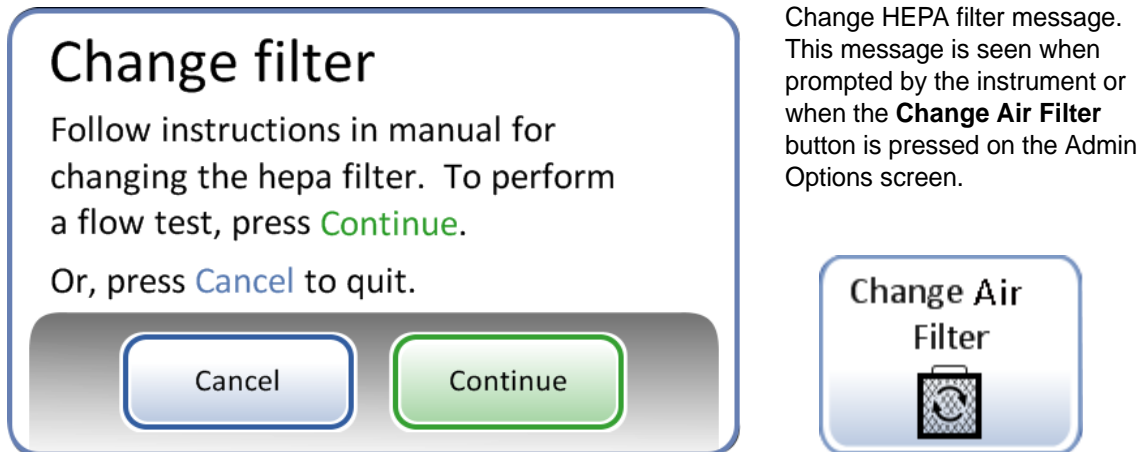 Change filter
Follow instructions in manual for
changing the hepa filter.  To perform
a flow test, press Continue.
Or, press Cancel to quit.
Cancel
Continue
Change HEPA filter message.
This message is seen when
prompted by the instrument or
when the Change Air Filter
button is pressed on the Admin
Options screen.
Change Air
Filter